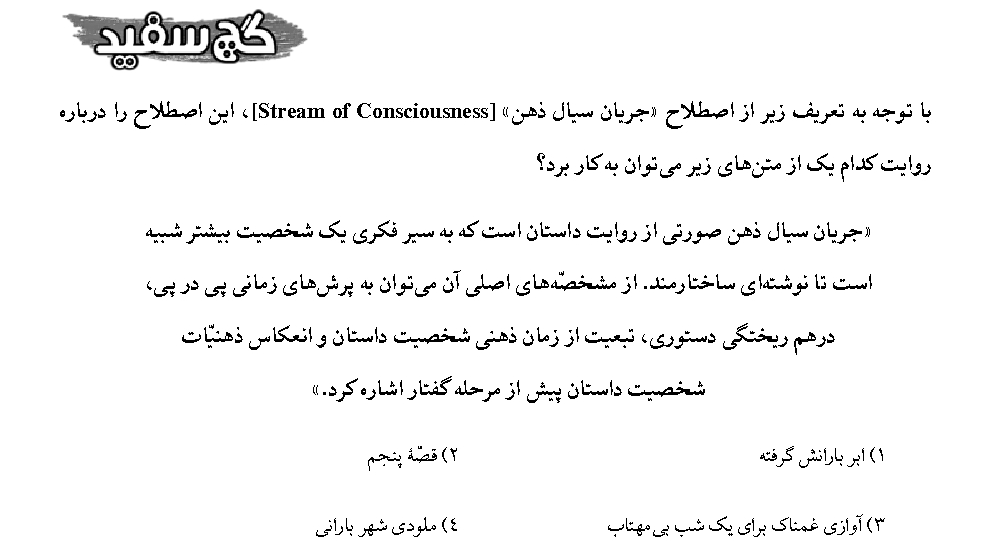 گچ سفید
با توجه به تعریف زیر از اصطلاح «جریان سیال ذهن» [Stream of Consciousness]، این اصطلاح را درباره
روایت کدام یک از متن‌های زیر می‌توان به کار برد؟
«جریان سیال ذهن صورتی از روایت داستان است که به سیر فکری یک شخصیت بیشتر شبیه
است تا نوشته‌ای ساختارمند. از مشخصّه‌های اصلی آن می‌توان به پرش‌های زمانی پی در پی،
درهم ریختگی دستوری، تبعیت از زمان ذهنی شخصیت داستان و انعکاس ذهنیّات
شخصیت داستان پیش از مرحله گفتار اشاره کرد.»
۱) ابر بارانش گرفته ۲) قصّۀ پنجم
۳) آوازی غمناک برای یک شب بی‌مهتاب ۴) ملودی شهر بارانی